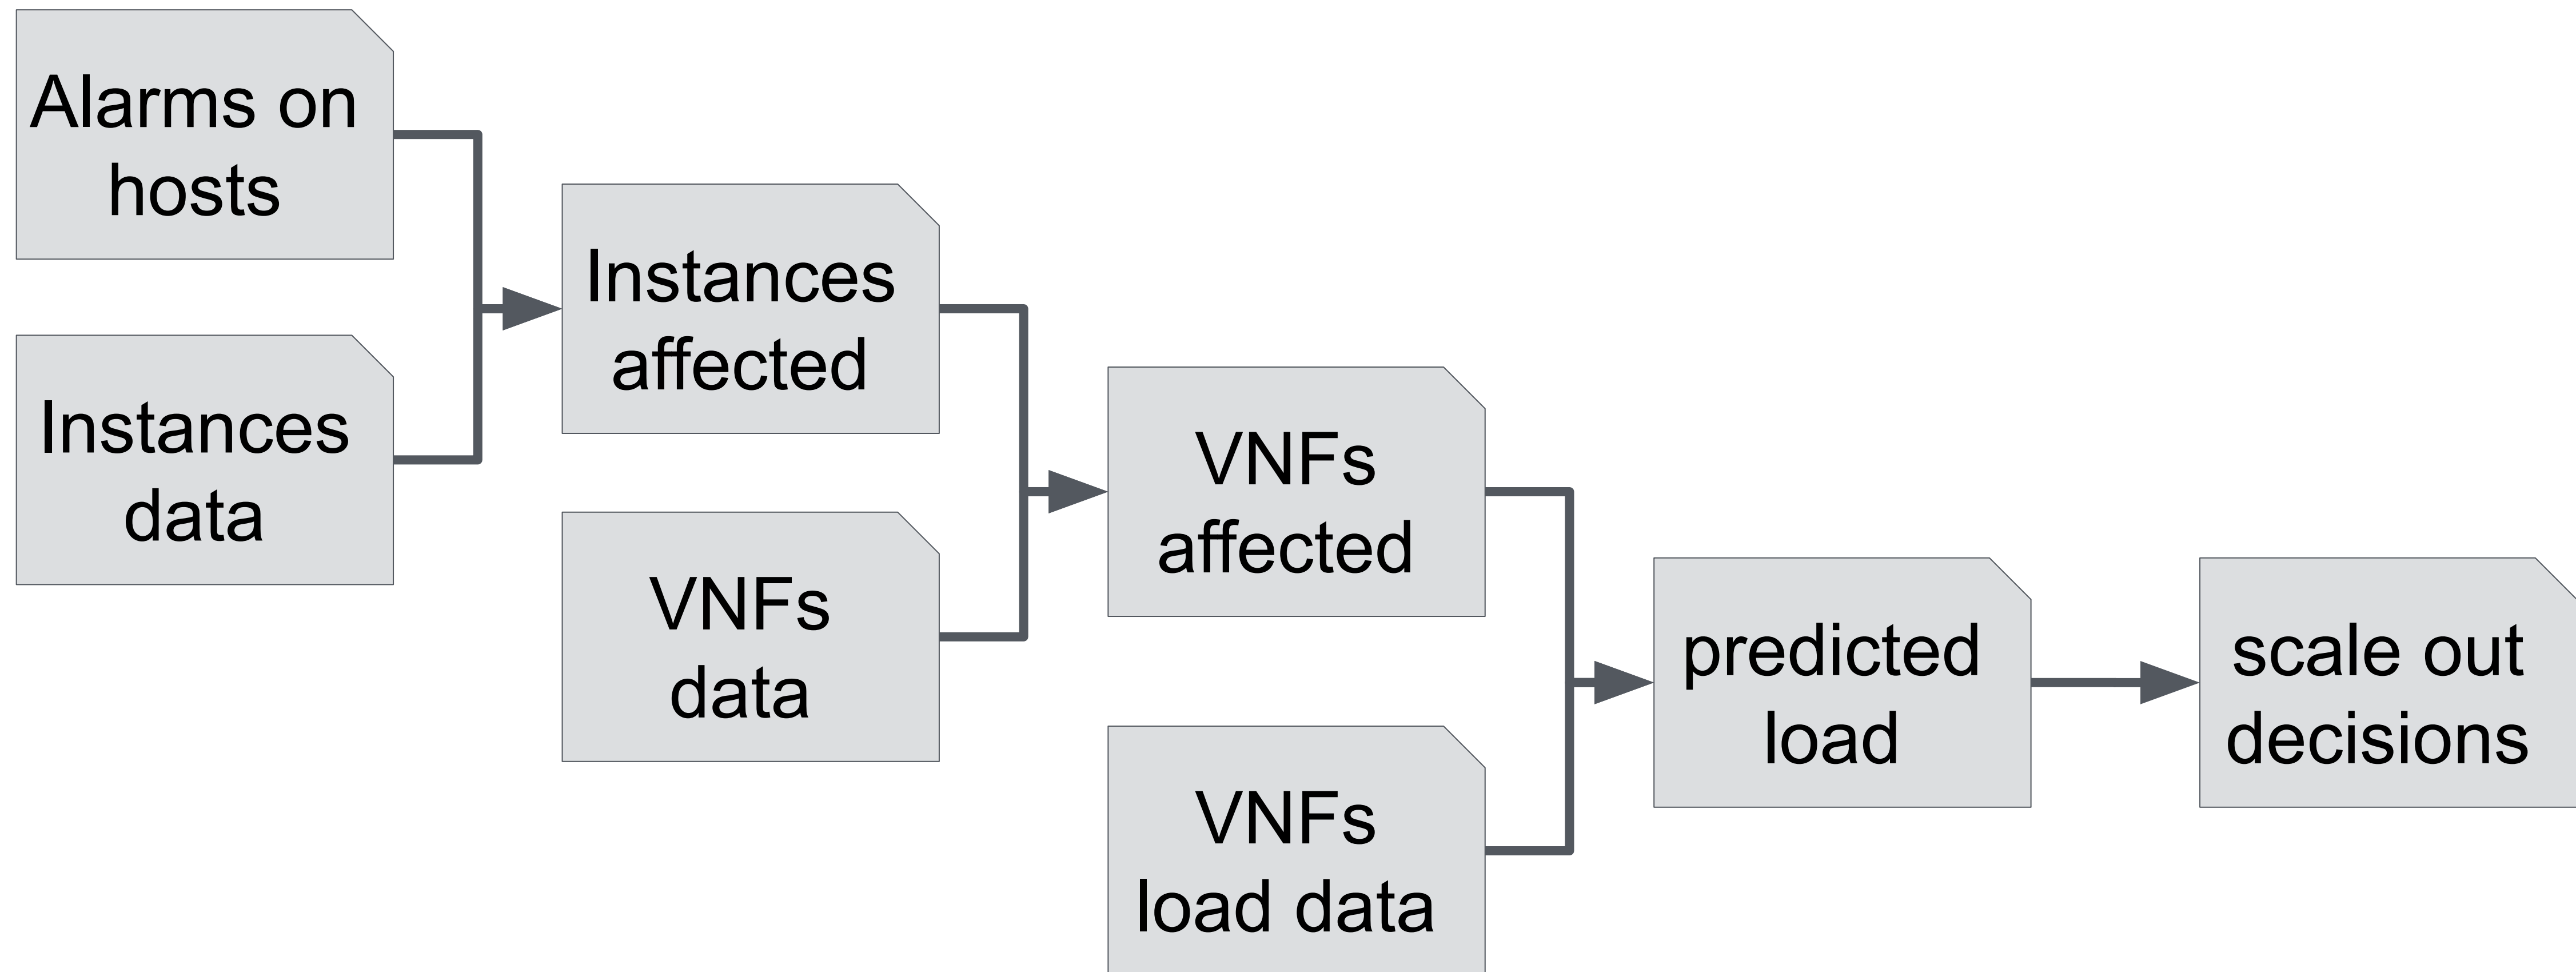 Alarms on
hosts
Instances
data
Instances
affected
VNFs
data
VNFs
affected
VNFs
load data
predicted
load
scale out
decisions